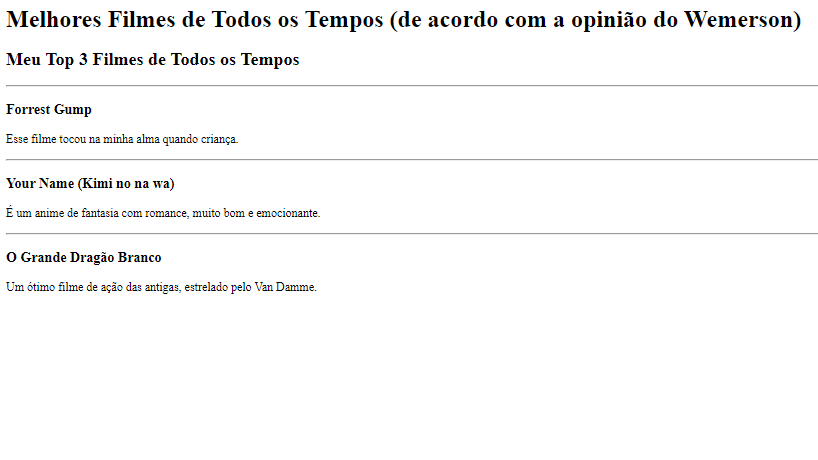 Melhores Filmes de Todos os Tempos (de acordo com a opinião do Wemerson)
Meu Top 3 Filmes de Todos os Tempos
Forrest Gump
Esse filme tocou na minha alma quando criança.
Your Name (Kimi no na wa)
É um anime de fantasia com romance, muito bom e emocionante.
O Grande Dragão Branco
Um ótimo filme de ação das antigas, estrelado pelo Van Damme.